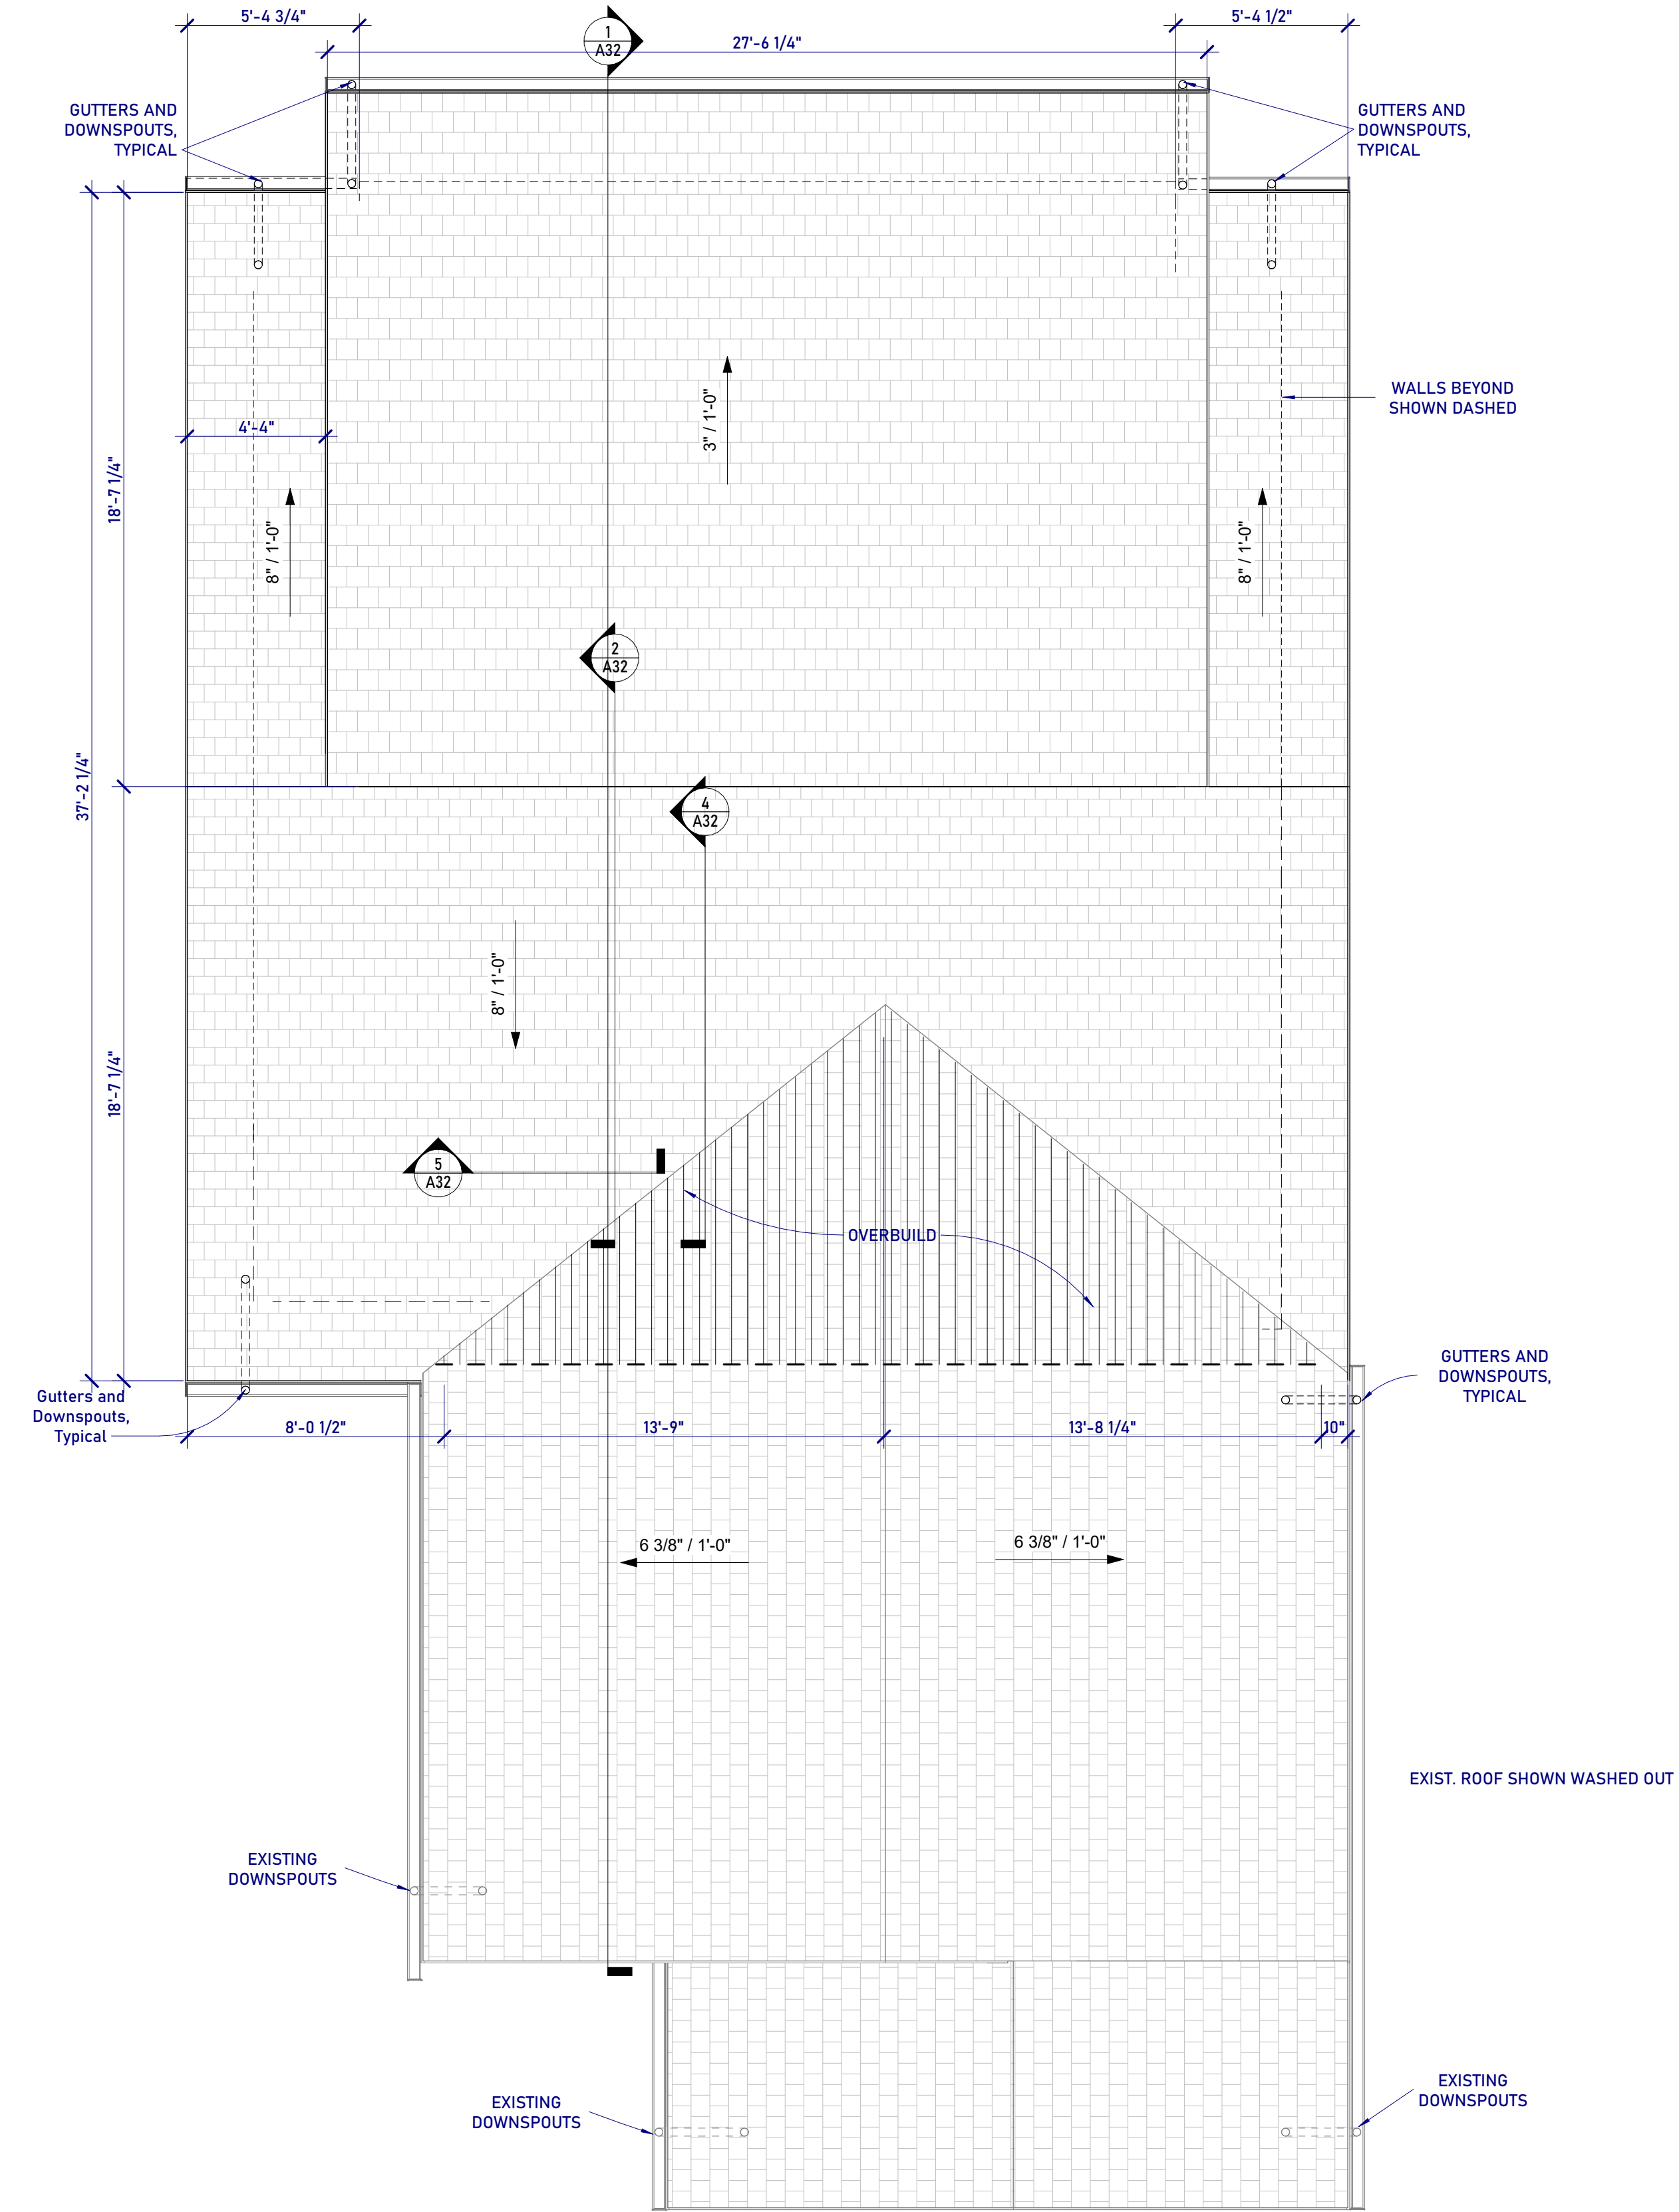 5'-4 3/4"
1
A32
27'-6 1/4"
5'-4 1/2"
GUTTERS AND
DOWNSPOUTS,
TYPICAL
GUTTERS AND
DOWNSPOUTS,
TYPICAL
WALLS BEYOND
SHOWN DASHED
3" / 1'-0"
4'-4"
18'-7 1/4"
8" / 1'-0"
8" / 1'-0"
2
A32
37'-2 1/4"
4
A32
8" / 1'-0"
18'-7 1/4"
5
A32
OVERBUILD
GUTTERS AND
DOWNSPOUTS,
TYPICAL
Gutters and
Downspouts,
Typical
8'-0 1/2"
13'-9"
13'-8 1/4"
10"
6 3/8" / 1'-0"
6 3/8" / 1'-0"
EXIST. ROOF SHOWN WASHED OUT
EXISTING
DOWNSPOUTS
EXISTING
DOWNSPOUTS
EXISTING
DOWNSPOUTS